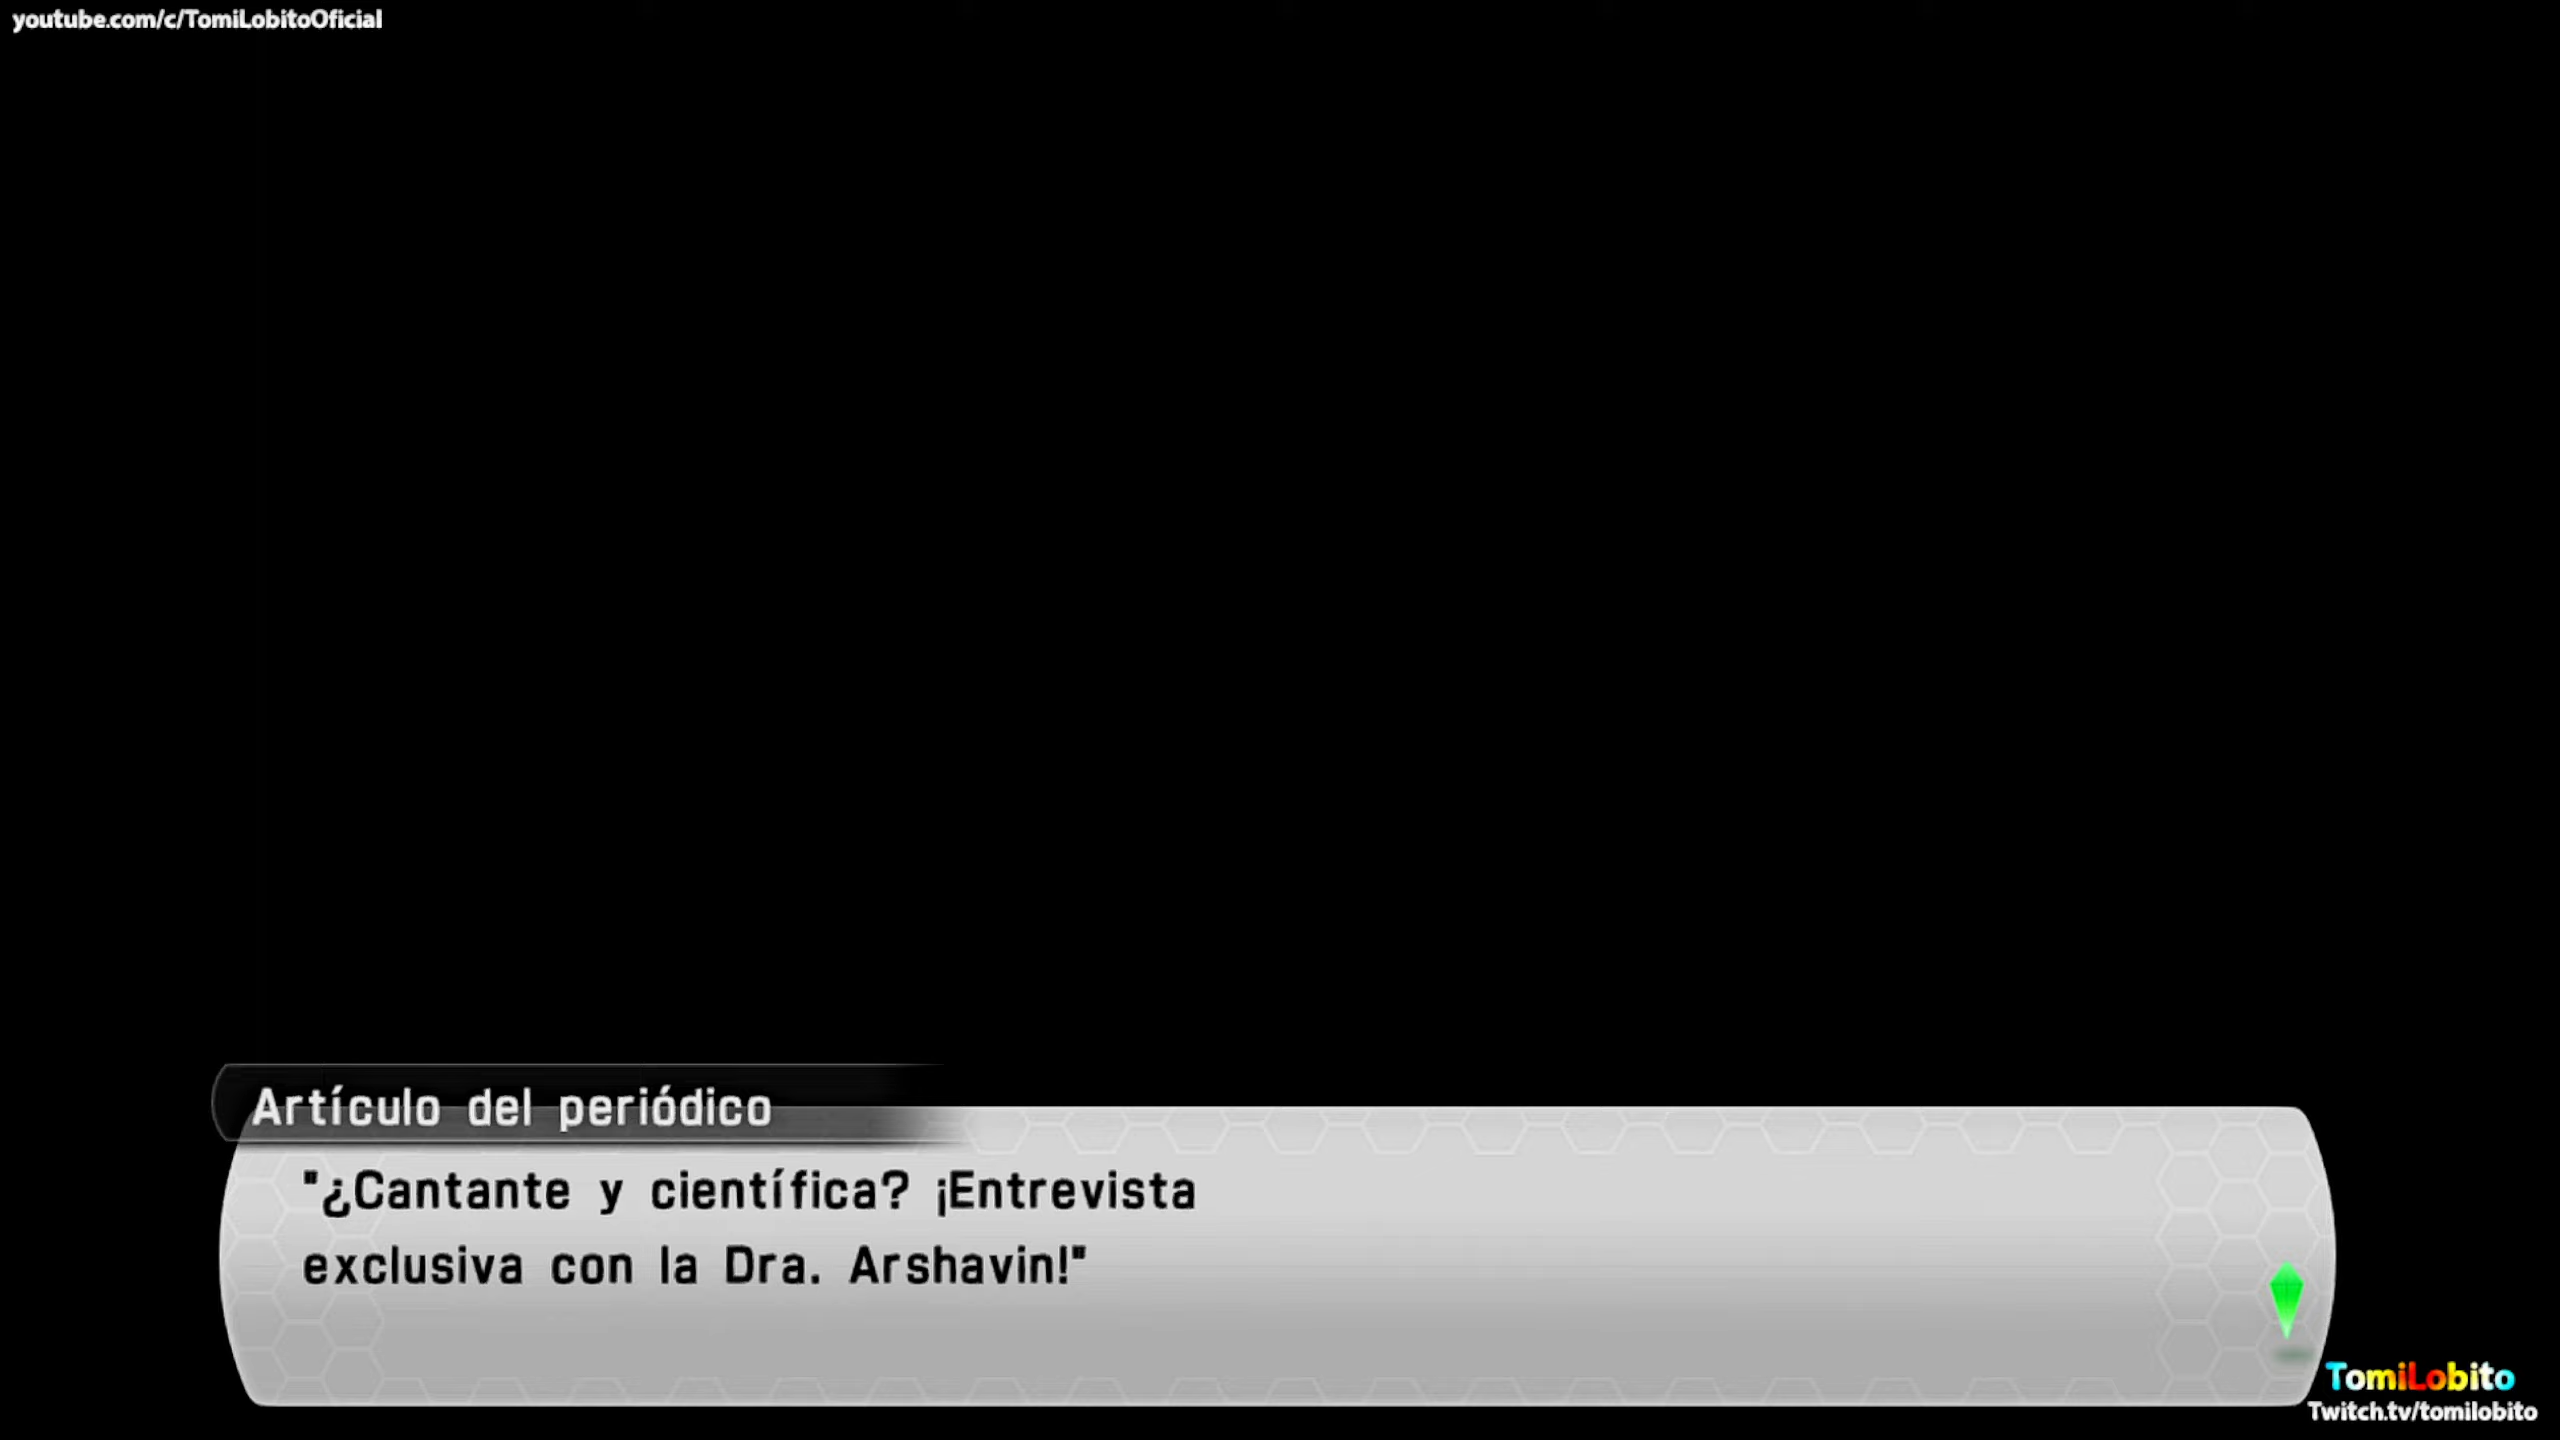 youtube.com/c/TomiLobitoOficial
Artículo del periódico
"¿Cantante y científica? ¡Entrevista
exclusiva con la Dra. Arshavin!"
TomiLobito
Twitch.tv/tomilobito